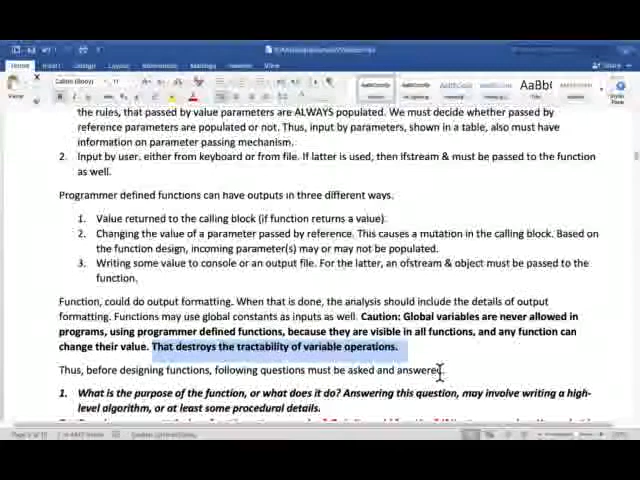 Home Insert Design Layout References Mailings Review View Share
Calibri (Body)
the rules, that passed by value parameters are ALWAYS populated. We must decide whether passed by
reference parameters are populated or not. Thus, input by parameters, shown in a table, also must have
information on parameter passing mechanism.
2. Input by user. either from keyboard or from file. If latter is used, then ifstream & must be passed to the function
as well.
Programmer defined functions can have outputs in three different ways.
1. Value returned to the calling block (if function returns a value).
2. Changing the value of a parameter passed by reference. This causes a mutation in the calling block. Based on
the function design, incoming parameter(s) may or may not be populated.
3. Writing some value to console or an output file. For the latter, an ofstream & object must be passed to the
function.
Function, could do output formatting. When that is done, the analysis should include the details of output
formatting. Functions may use global constants as inputs as well. Caution: Global variables are never allowed in
programs, using programmer defined functions, because they are visible in all functions, and any function can
change their value. That destroys the tractability of variable operations.
Thus, before designing functions, following questions must be asked and answered.
1. What is the purpose of the function, or what does it do? Answering this question, may involve writing a high-
level algorithm, or at least some procedural details.